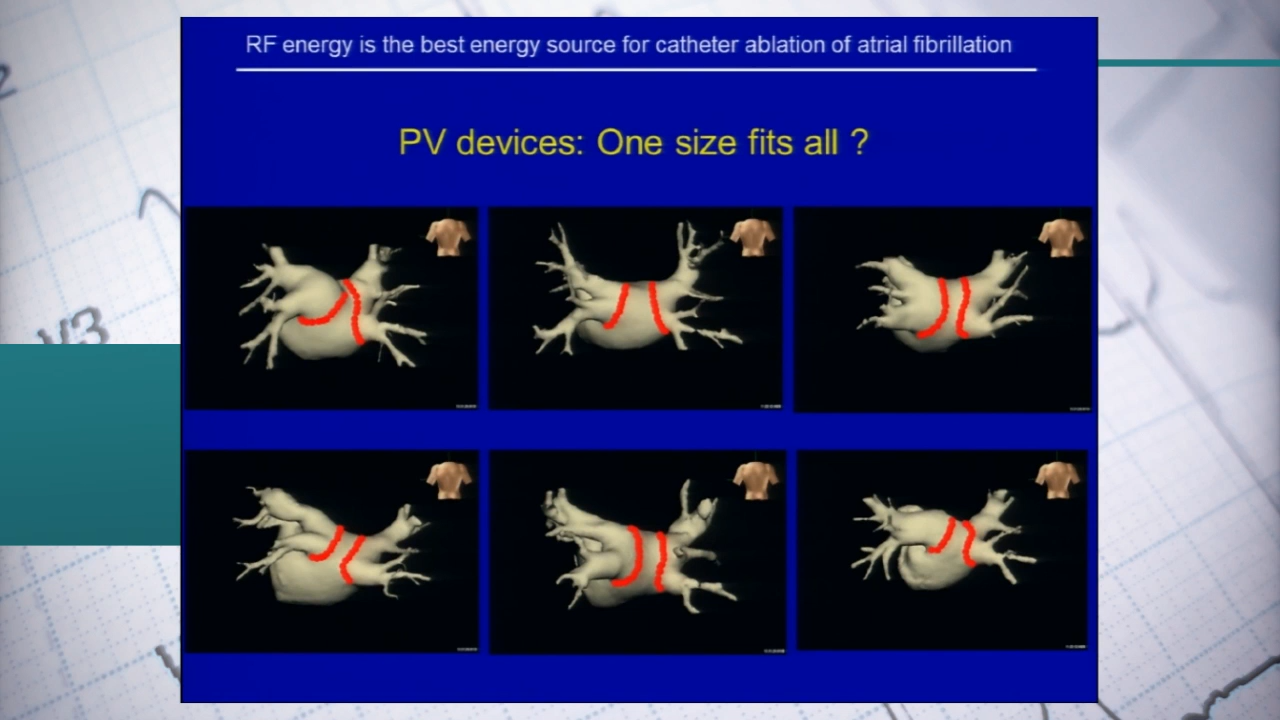 RF energy is the best energy source for catheter ablation of atrial fibrillation
PV devices: One size fits all ?
V3